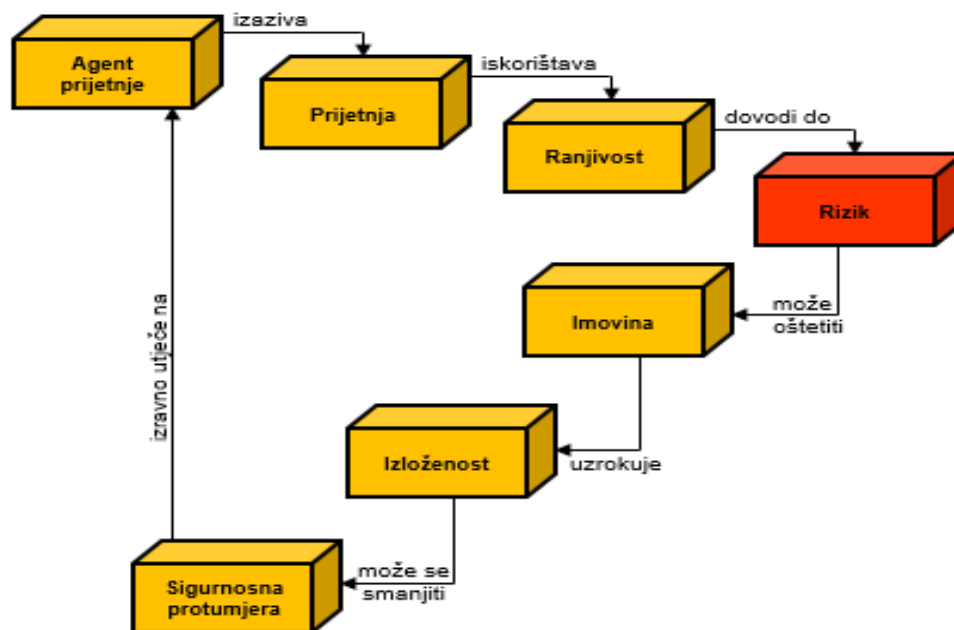 izaziva
Agent
prijetnje
iskorištava
Prijetnja
dovodi do
Ranjivost
Rizik
može
oštetiti
Imovina
uzrokuje
Izloženost
može se
smanjiti
Sigurnosna
protumjera
izravno utječe na